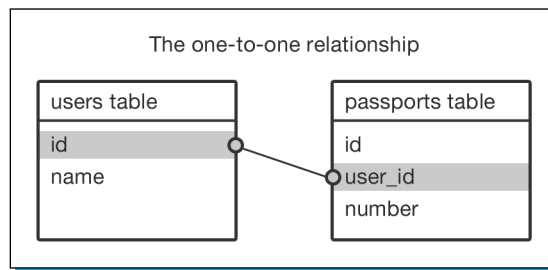 The one-to-one relationship
users table
id
name
passports table
id
user_id
number